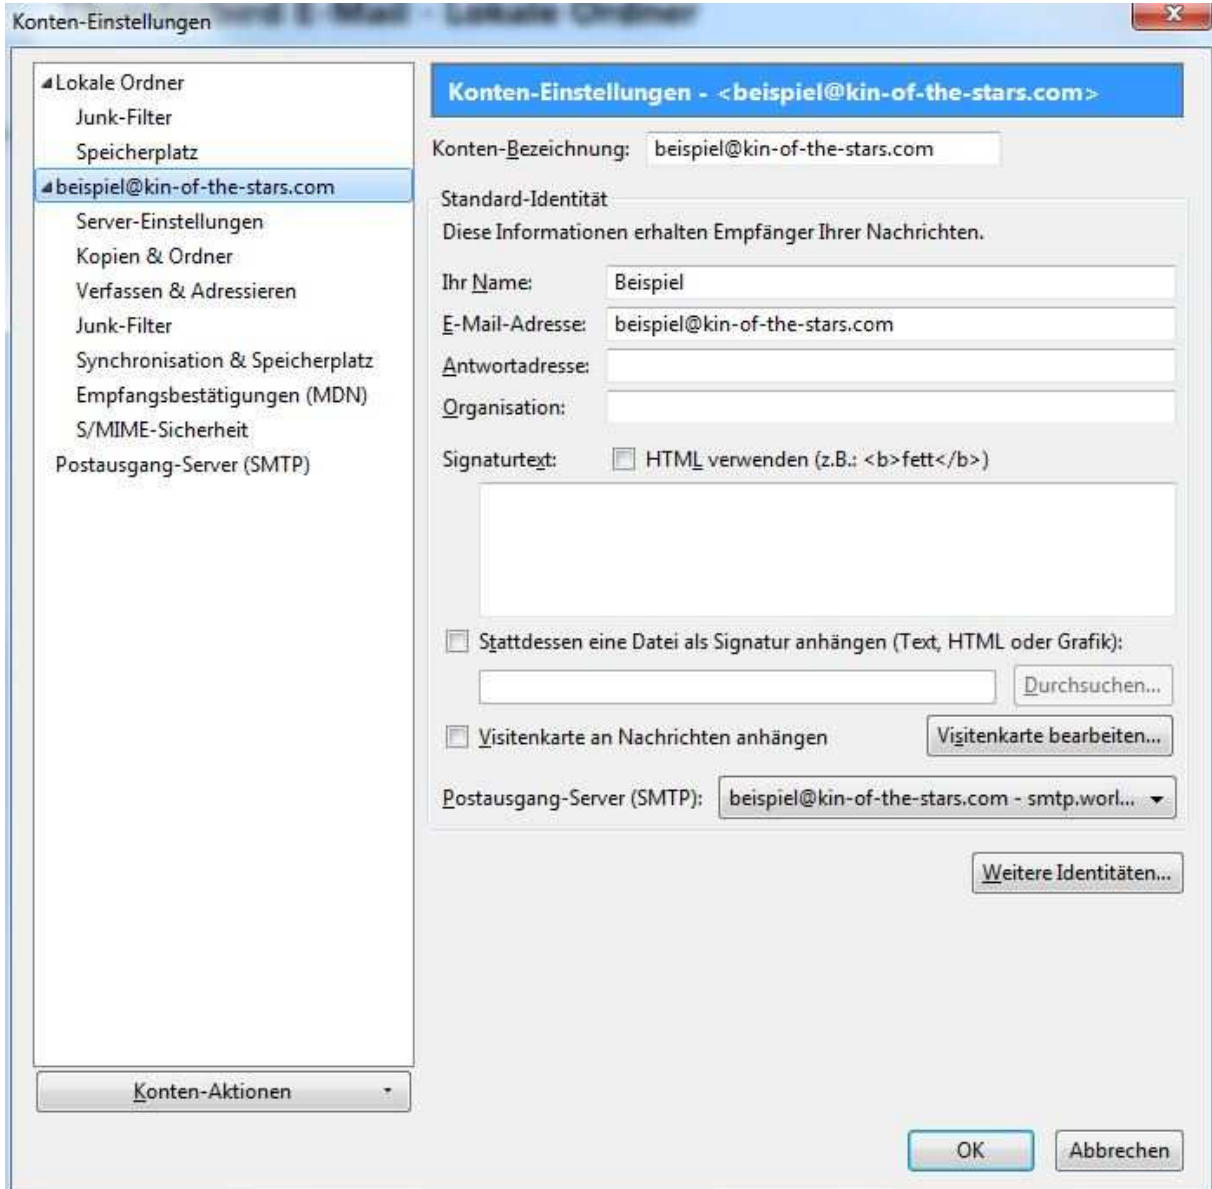 E-Mail - Lokale Ordner
Konten-Einstellungen
Lokale Ordner
Junk-Filter
Speicherplatz
beispiel@kin-of-the-stars.com
Server-Einstellungen
Kopien & Ordner
Verfassen & Adressieren
Junk-Filter
Synchronisation & Speicherplatz
Empfangsbestätigungen (MDN)
S/MIME-Sicherheit
Postausgang-Server (SMTP)
Konten-Aktionen
Konten-Einstellungen - <beispiel@kin-of-the-stars.com>
Konten-Bezeichnung: beispiel@kin-of-the-stars.com
Standard-Identität
Diese Informationen erhalten Empfänger Ihrer Nachrichten.
Ihr Name: Beispiel
E-Mail-Adresse: beispiel@kin-of-the-stars.com
Antwortadresse:
Organisation:
Signaturtext: HTML verwenden (z.B.: <b>fett</b>)
Stattdessen eine Datei als Signatur anhängen (Text, HTML oder Grafik):
Durchsuchen...
Visitenkarte an Nachrichten anhängen Visitenkarte bearbeiten...
Postausgang-Server (SMTP): beispiel@kin-of-the-stars.com - smtp.worl...
Weitere Identitäten...
OK Abbrechen